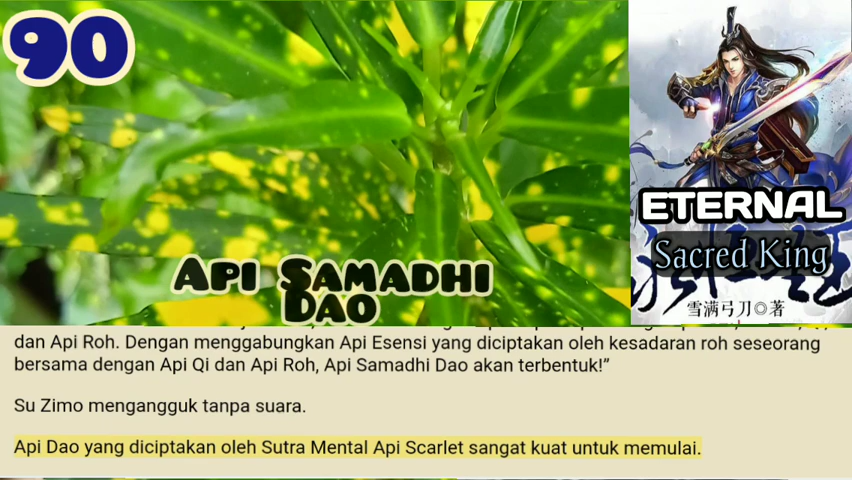 90
API SAMADHI
DAO
ETERNAL
Sacred King
雪满弓刀◎著
dan Api Roh. Dengan menggabungkan Api Esensi yang diciptakan oleh kesadaran roh seseorang
bersama dengan Api Qi dan Api Roh, Api Samadhi Dao akan terbentuk!”
Su Zimo mengangguk tanpa suara.
Api Dao yang diciptakan oleh Sutra Mental Api Scarlet sangat kuat untuk memulai.